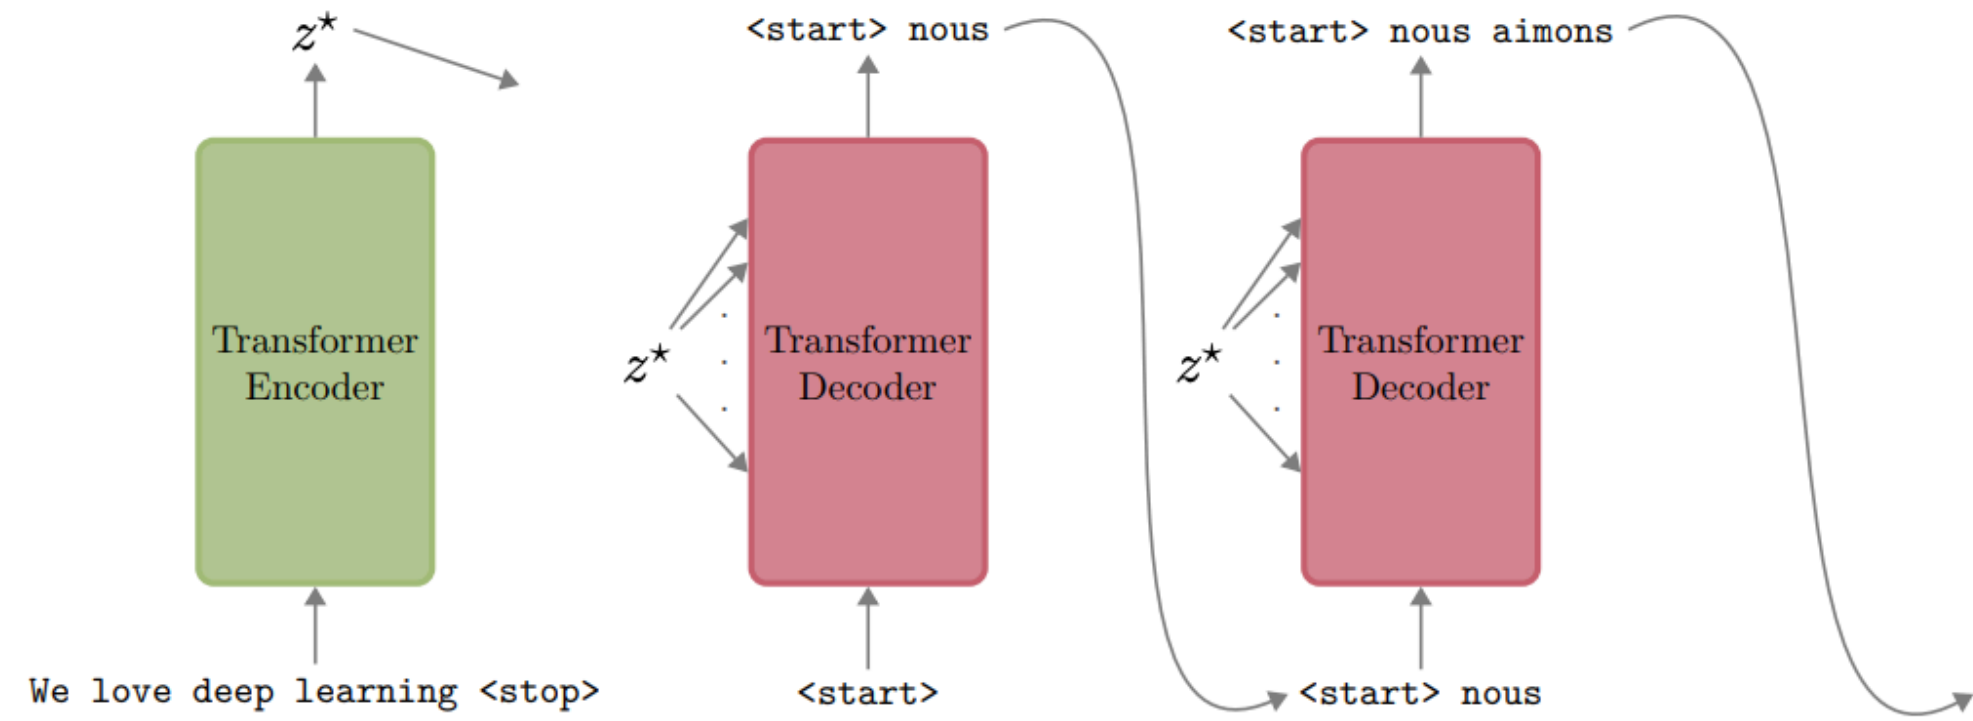 z⋆
<start> nous
<start> nous aimons
Transformer
Encoder
z⋆
Transformer
Decoder
z⋆
Transformer
Decoder
We love deep learning <stop>
<start>
<start> nous